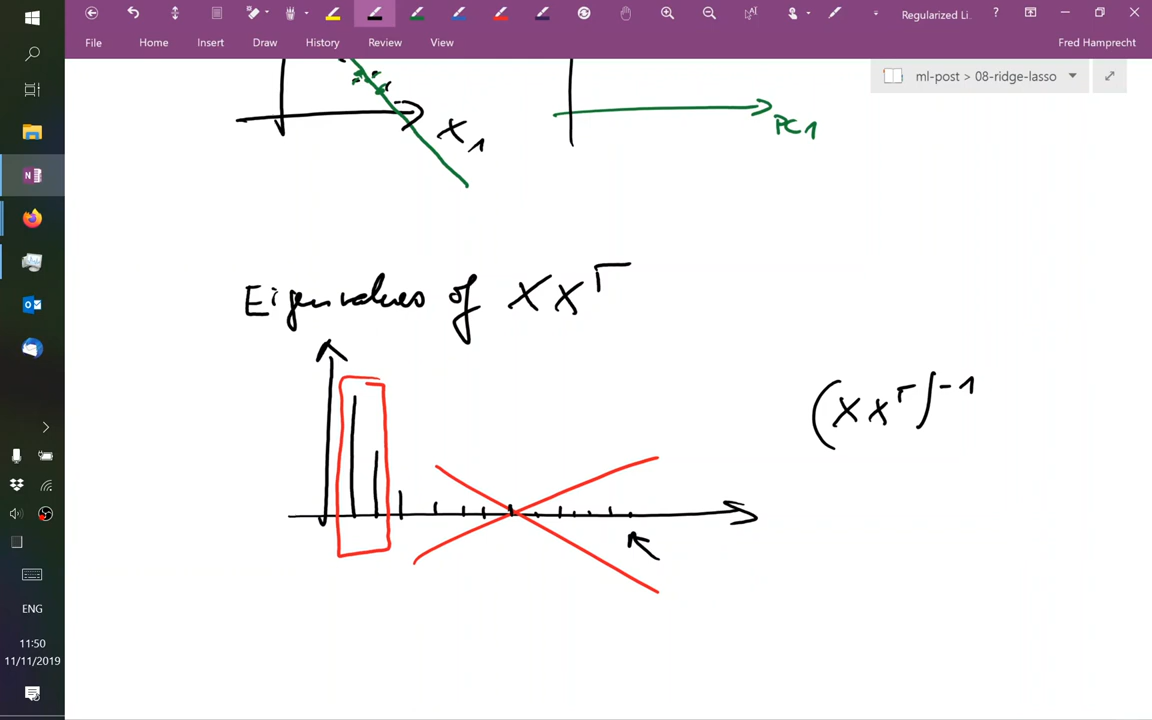 Regularized Li...
?
Fred Hamprecht
File Home Insert Draw History Review View
ml-post > 08-ridge-lasso
X₁
PC1
Eigenvalues of XXᵀ
(XXᵀ)⁻¹
ENG
11:50
11/11/2019